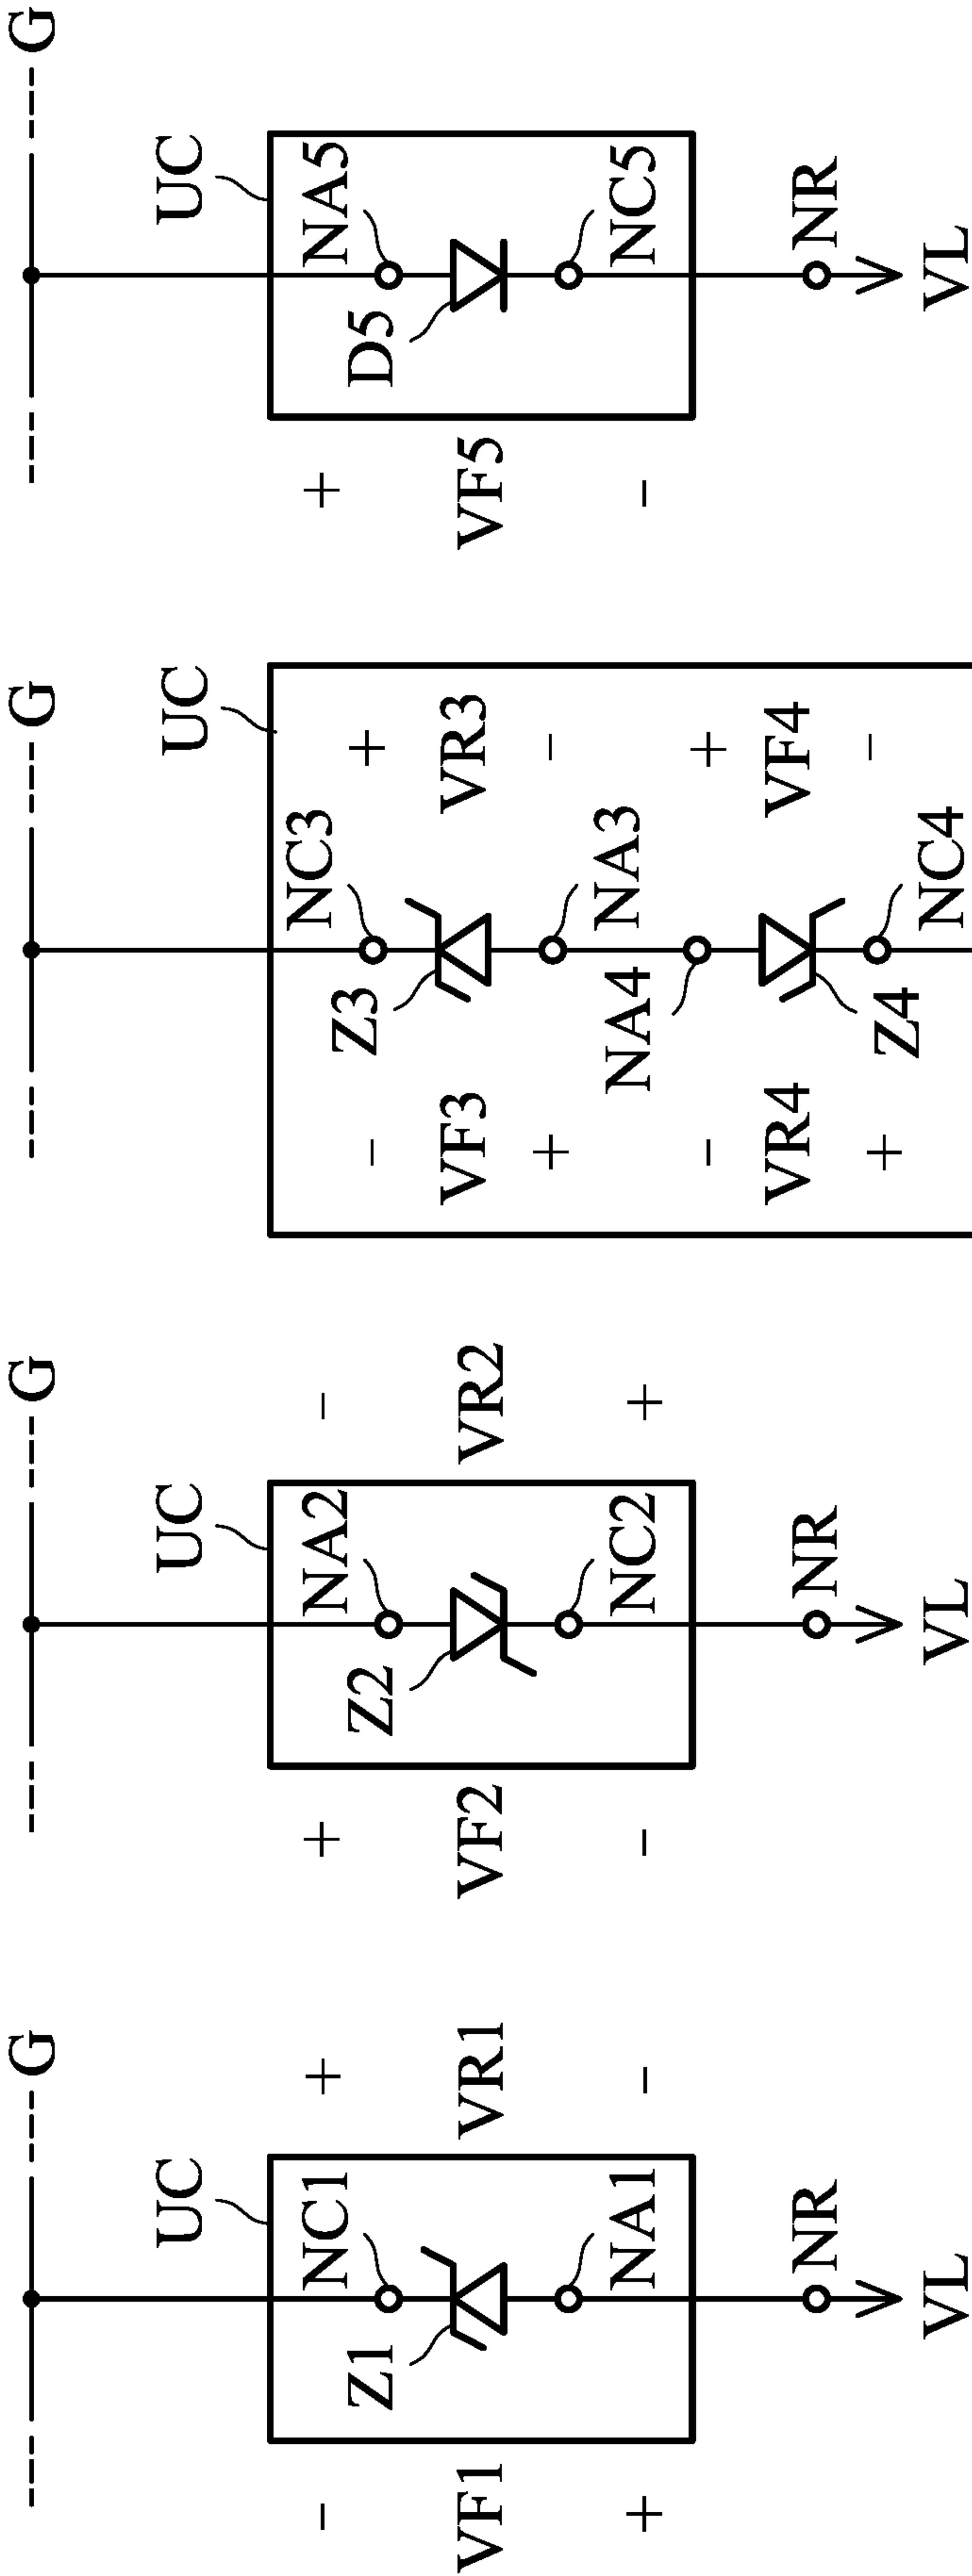 G
UC
− NC1 +
Z1
VF1 VR1
+ NA1 −
NR
VL
G
UC
+ NA2 −
Z2
VF2 VR2
− NC2 +
NR
VL
G
UC
NC3
− Z3 +
VF3 VR3
+ −
NA3
NA4
− +
VR4 VF4
+ Z4 −
NC4
G
UC
+ NA5
D5
VF5
− NC5
NR
VL